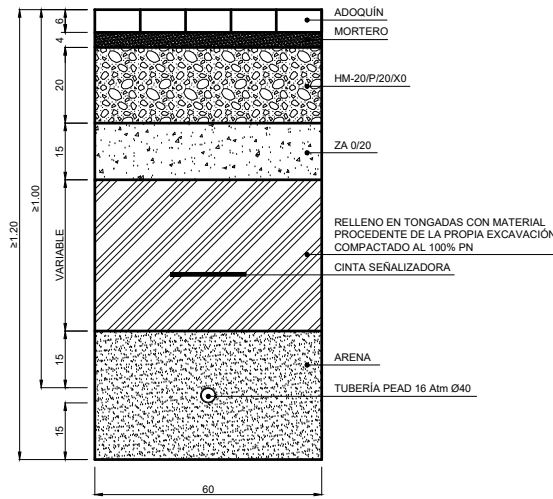 ADOQUÍN
6
MORTERO
4
HM-20/P/20/X0
20
ZA 0/20
15
≥1.00
≥1.20
VARIABLE
RELLENO EN TONGADAS CON MATERIAL
PROCEDENTE DE LA PROPIA EXCAVACIÓN
COMPACTADO AL 100% PN
CINTA SEÑALIZADORA
ARENA
15
TUBERÍA PEAD 16 Atm Ø40
15
60